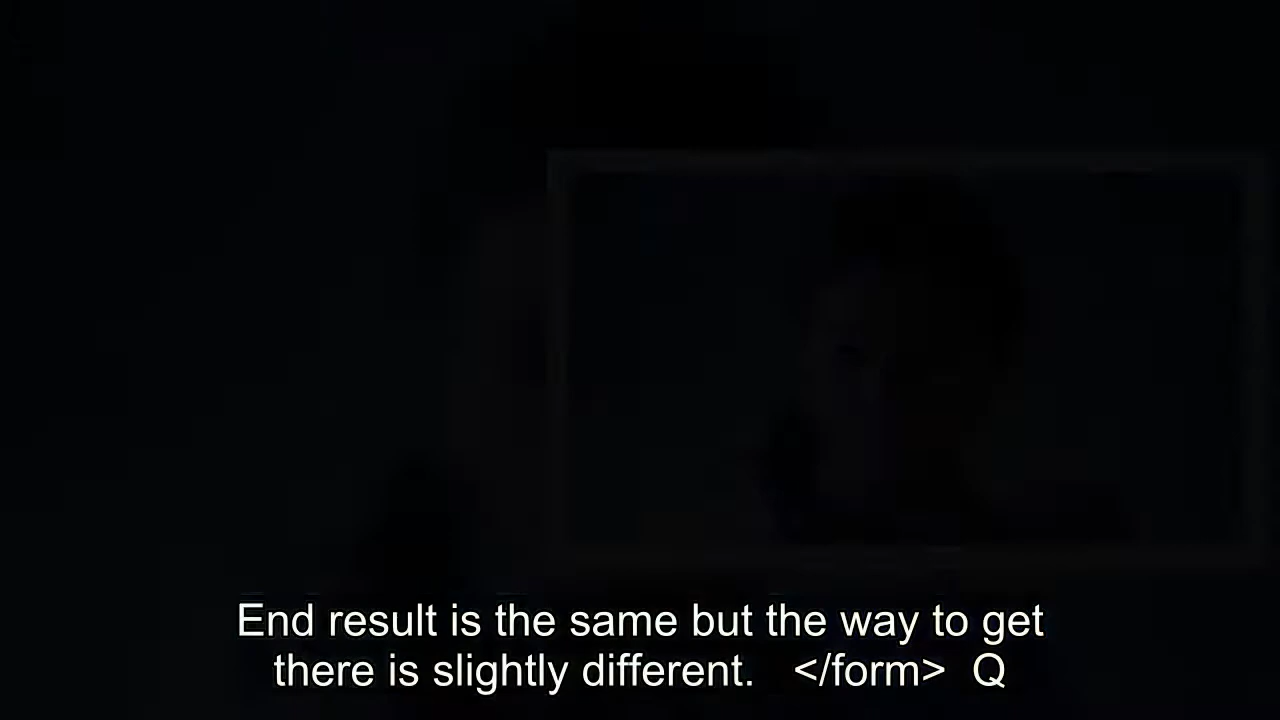 End result is the same but the way to get
there is slightly different.   </form>  Q